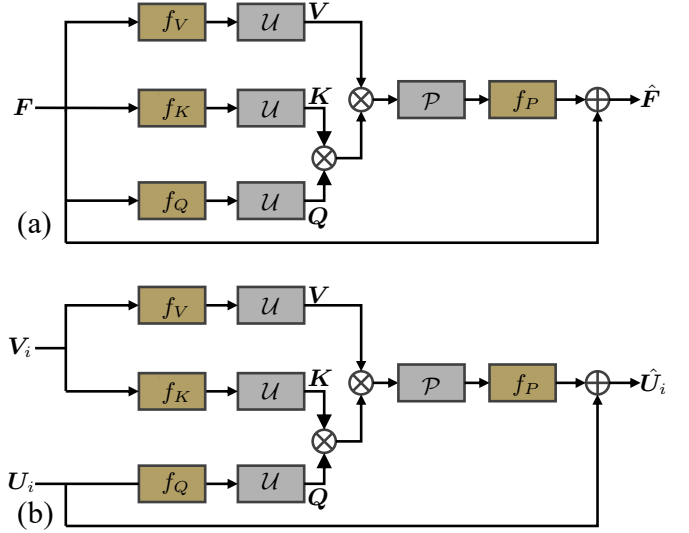 f_V 𝒰 V
F f_K 𝒰 K 𝒫 f_P F̂
f_Q 𝒰 Q
(a)
f_V 𝒰 V
V_i
f_K 𝒰 K 𝒫 f_P Û_i
U_i f_Q 𝒰 Q
(b)